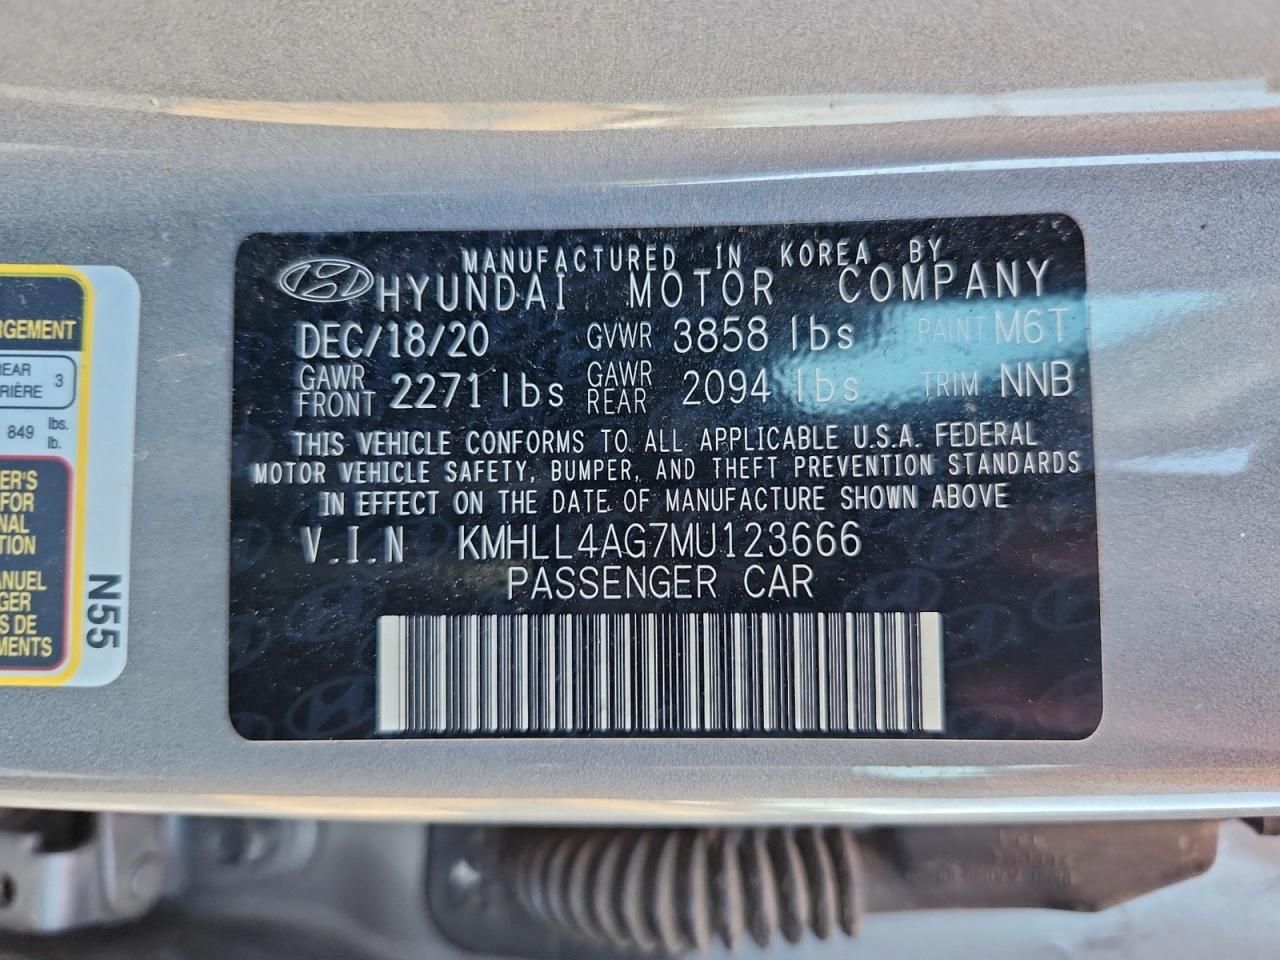 MANUFACTURED IN KOREA BY
HYUNDAI MOTOR COMPANY
DEC/18/20 GVWR 3858 lbs PAINT M6T
GAWR FRONT 2271 lbs GAWR REAR 2094 lbs TRIM NNB
THIS VEHICLE CONFORMS TO ALL APPLICABLE U.S.A. FEDERAL
MOTOR VEHICLE SAFETY, BUMPER, AND THEFT PREVENTION STANDARDS
IN EFFECT ON THE DATE OF MANUFACTURE SHOWN ABOVE
V.I.N KMHLL4AG7MU123666
PASSENGER CAR
RGEMENT
REAR
RIÈRE 3
849 lbs.
lb.
ER'S
FOR
NAL
TION
ANUEL
GER
S DE
MENTS
N55